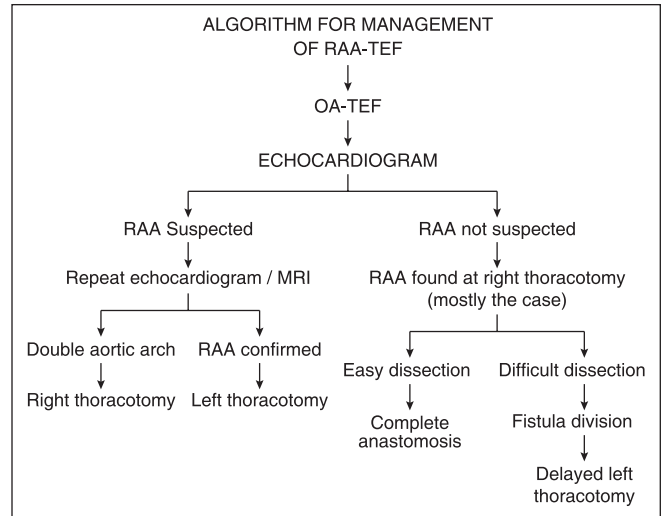 ALGORITHM FOR MANAGEMENT
OF RAA-TEF
OA-TEF
ECHOCARDIOGRAM
RAA Suspected
RAA not suspected
Repeat echocardiogram / MRI
RAA found at right thoracotomy
(mostly the case)
Double aortic arch
RAA confirmed
Easy dissection
Difficult dissection
Right thoracotomy
Left thoracotomy
Complete
anastomosis
Fistula division
Delayed left
thoracotomy